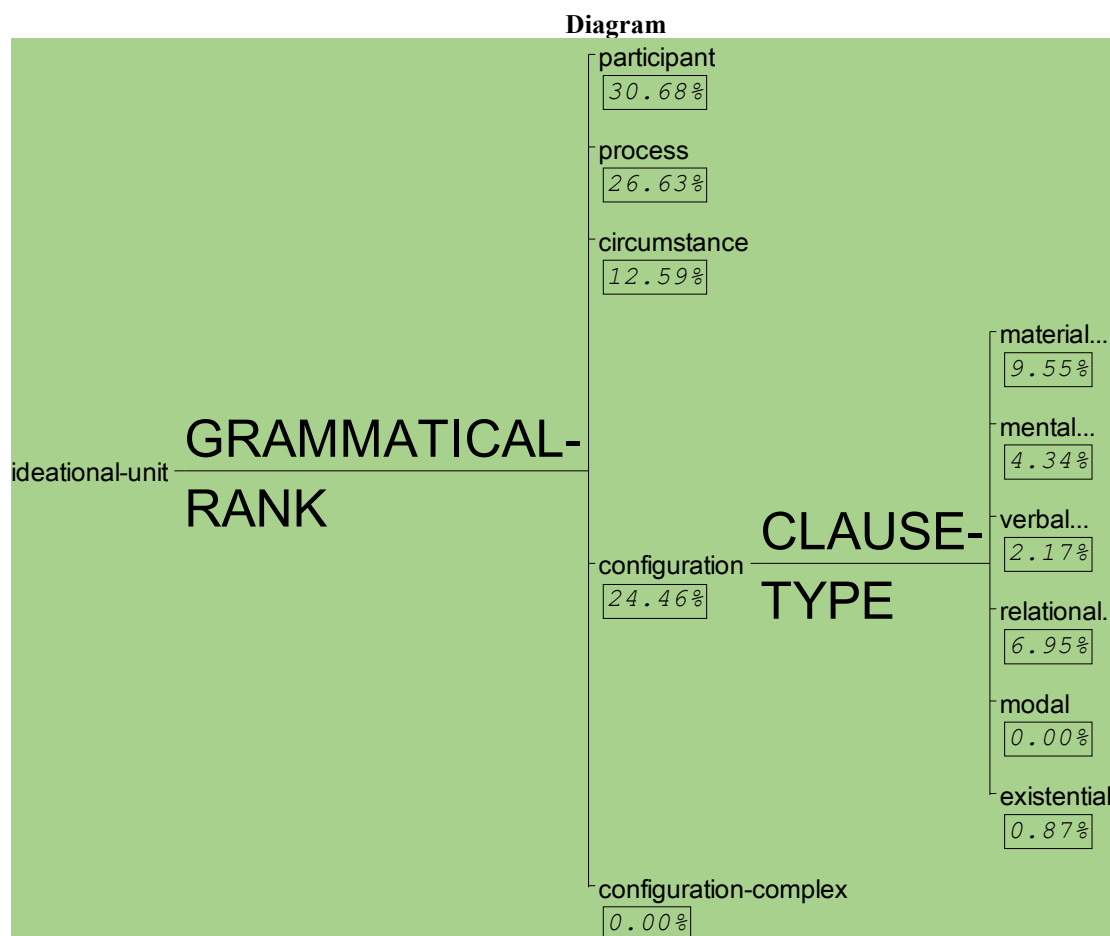 Diagram
participant
30.68%
process
26.63%
circumstance
12.59%
ideational-unit
GRAMMATICAL-
RANK
configuration
24.46%
CLAUSE-
TYPE
material...
9.55%
mental...
4.34%
verbal...
2.17%
relational.
6.95%
modal
0.00%
existential
0.87%
configuration-complex
0.00%